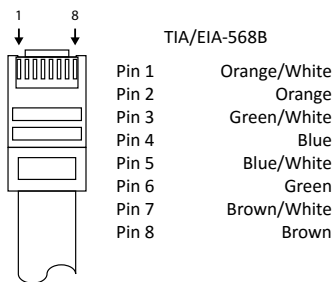 1 8
TIA/EIA-568B
Pin 1 Orange/White
Pin 2 Orange
Pin 3 Green/White
Pin 4 Blue
Pin 5 Blue/White
Pin 6 Green
Pin 7 Brown/White
Pin 8 Brown